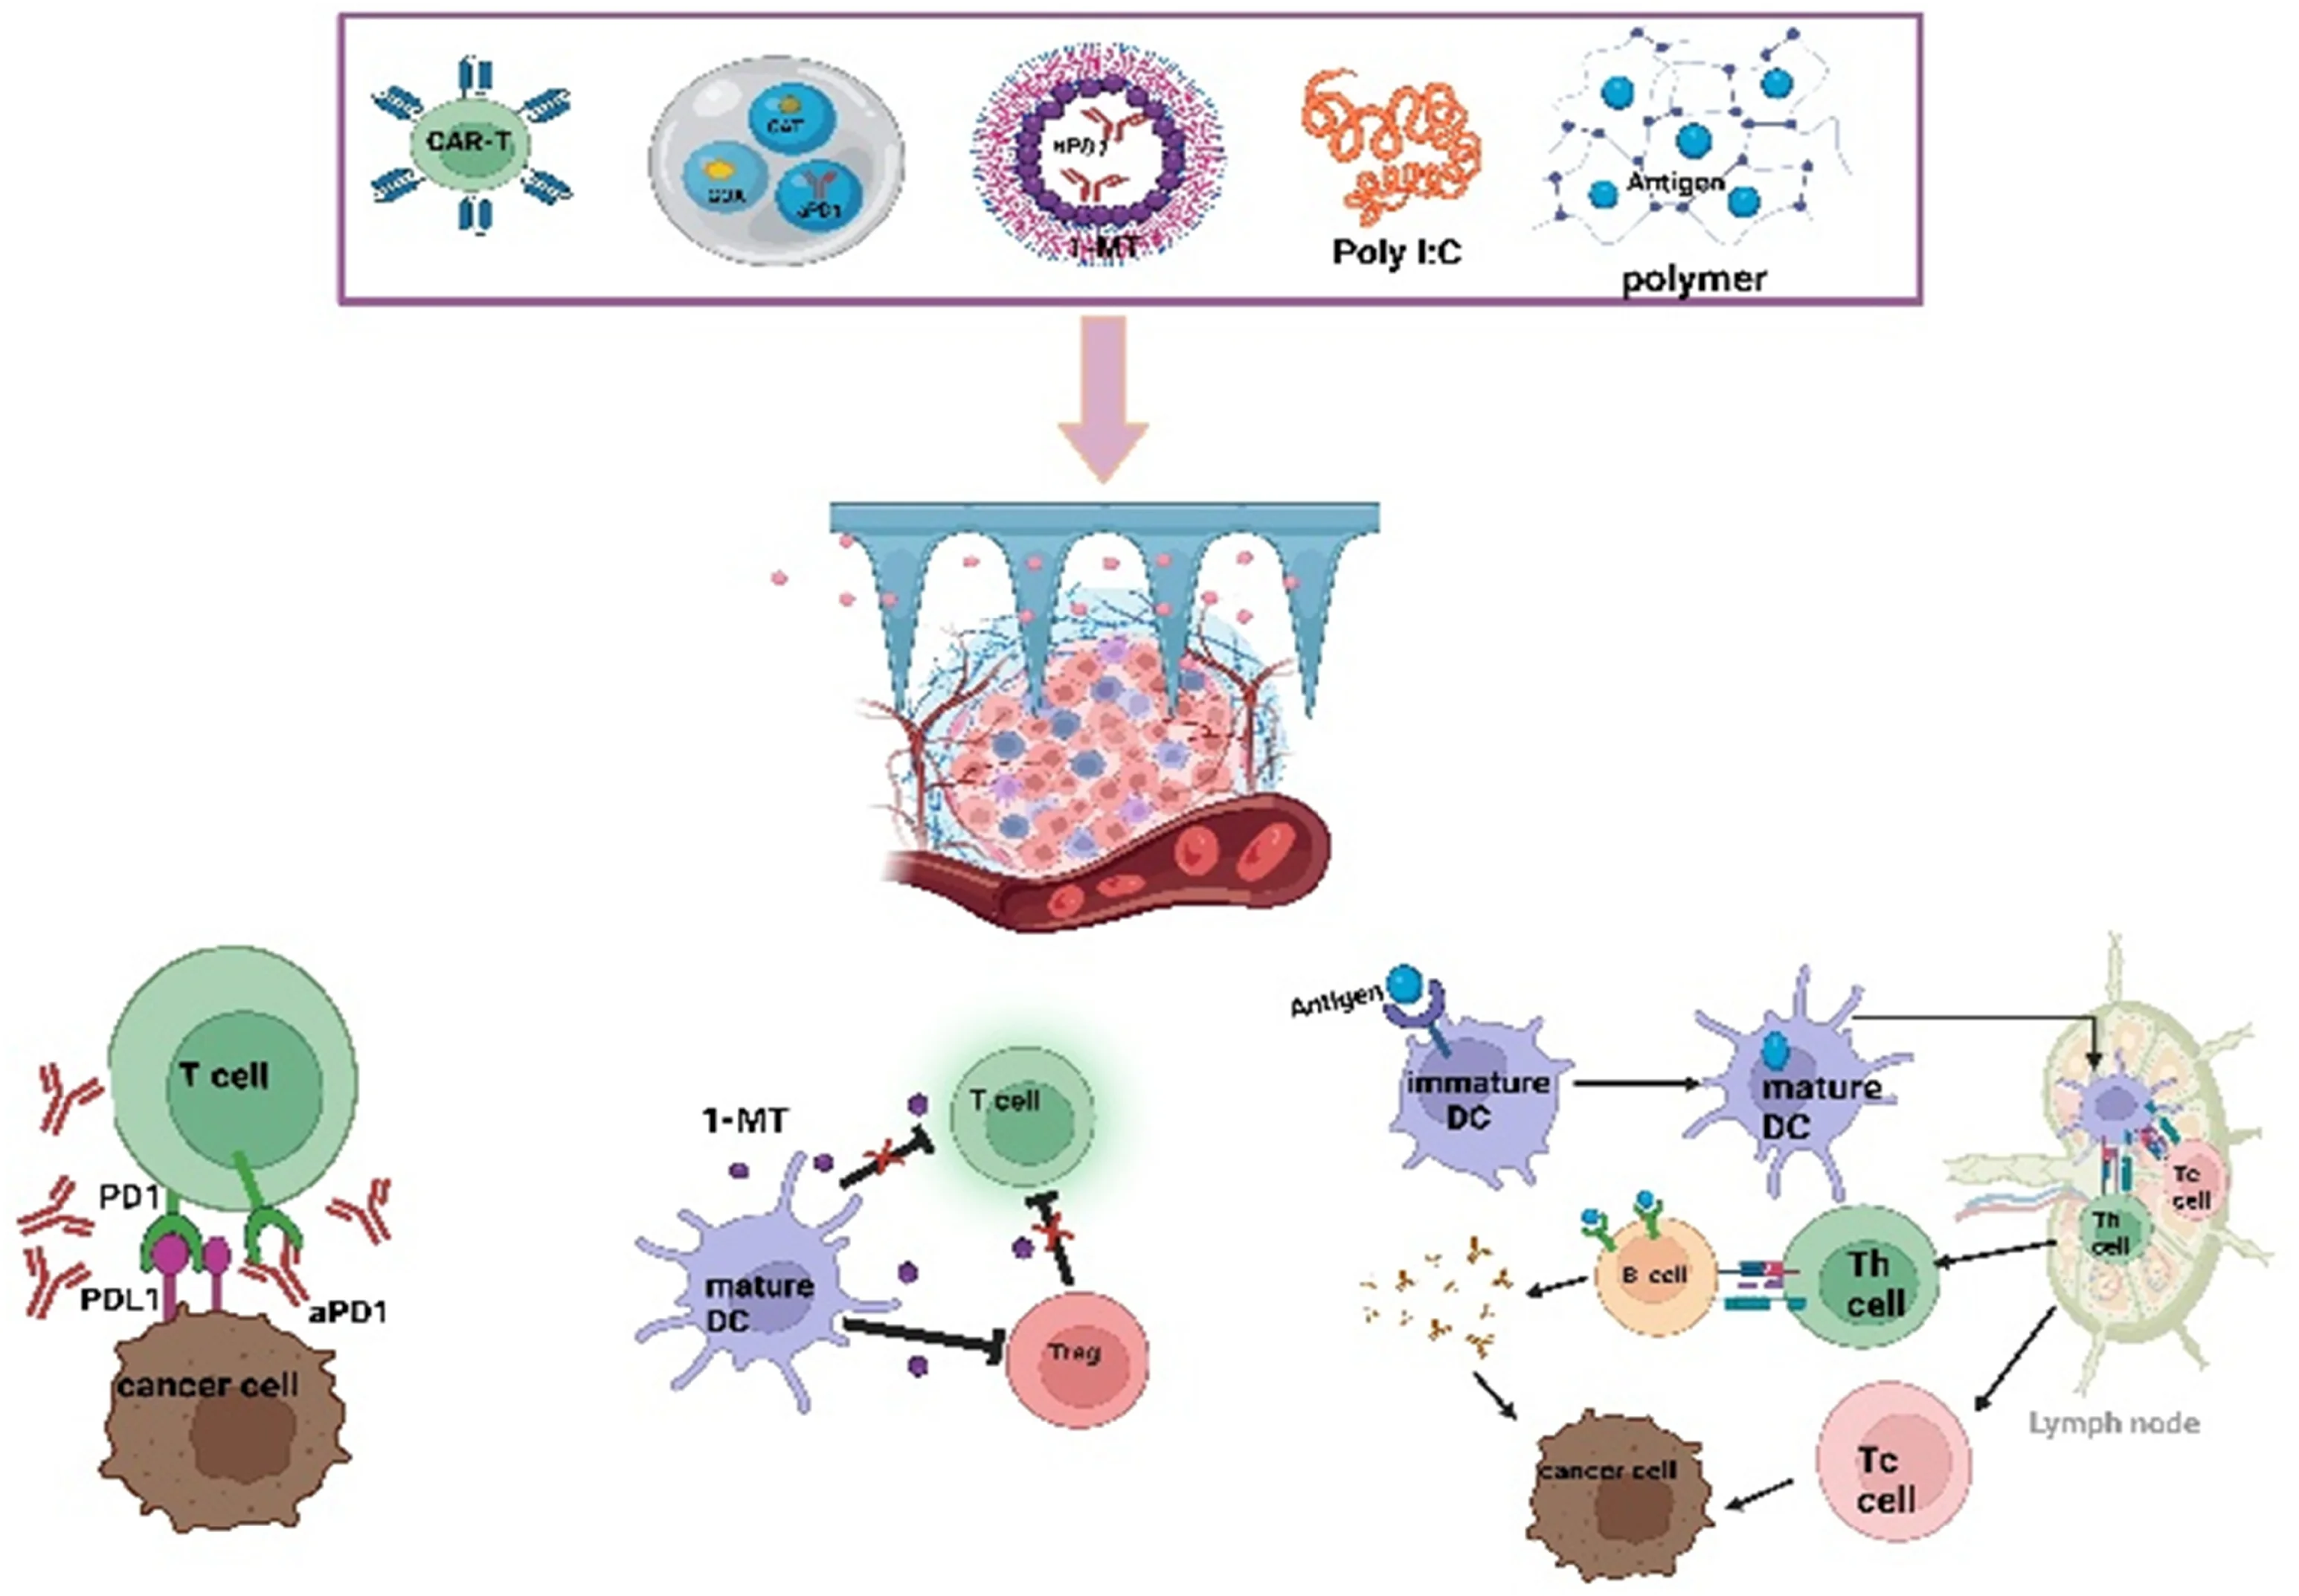 CAR-T
CAT
aPD1
1-MT
Poly I:C
Antigen
polymer
T cell
PD1
PDL1
aPD1
cancer cell
1-MT
T cell
mature
DC
Treg
Antigen
immature
DC
mature
DC
Tc
cell
Th
cell
B cell
Th
cell
Lymph node
cancer cell
Tc
cell